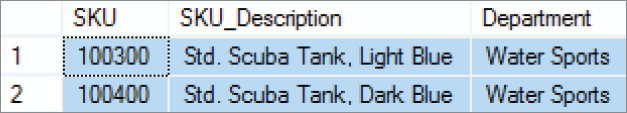 SKU SKU_Description Department
1 100300 Std. Scuba Tank, Light Blue Water Sports
2 100400 Std. Scuba Tank, Dark Blue Water Sports